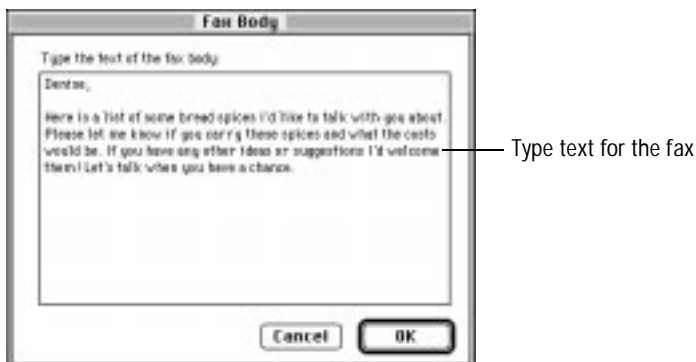 Fax Body
Type the text of the fax body:
Denise,
Here is a list of some bread spices I'd like to talk with you about.
Please let me know if you carry these spices and what the costs
would be. If you have any other ideas or suggestions I'd welcome
them! Let's talk when you have a chance.
Type text for the fax
Cancel
OK